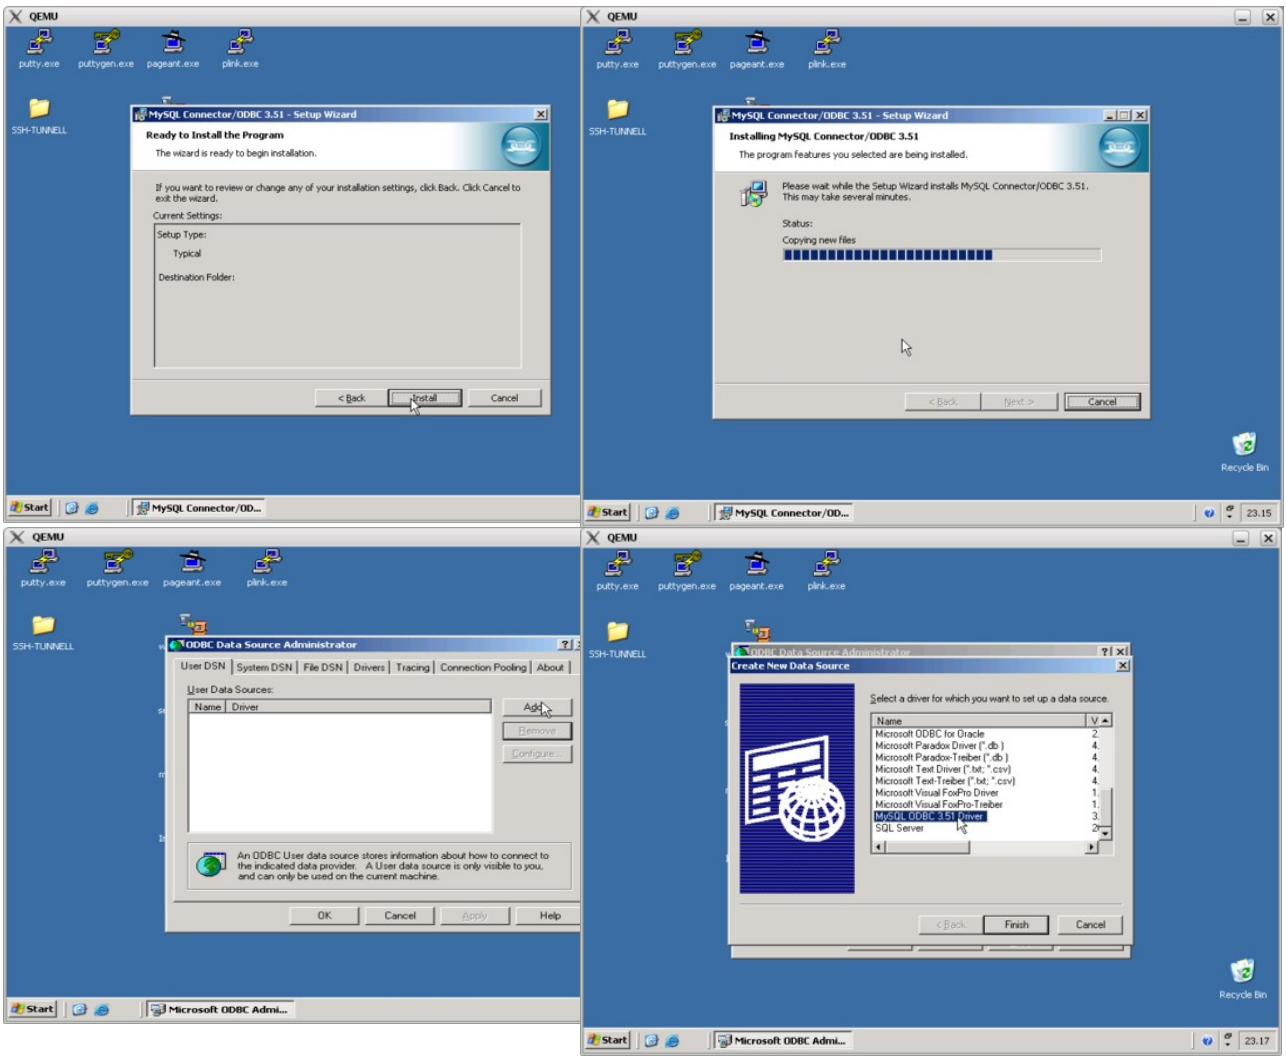 QEMU
putty.exe puttygen.exe pageant.exe plink.exe
SSH-TUNNELL
MySQL Connector/ODBC 3.51 - Setup Wizard
Ready to Install the Program
The wizard is ready to begin installation.
If you want to review or change any of your installation settings, click Back. Click Cancel to
exit the wizard.
Current Settings:
Setup Type:
Typical
Destination Folder:
< Back Install Cancel
Start MySQL Connector/OD...
QEMU
putty.exe puttygen.exe pageant.exe plink.exe
SSH-TUNNELL
MySQL Connector/ODBC 3.51 - Setup Wizard
Installing MySQL Connector/ODBC 3.51
The program features you selected are being installed.
Please wait while the Setup Wizard installs MySQL Connector/ODBC 3.51.
This may take several minutes.
Status:
Copying new files
< Back Next > Cancel
Recycle Bin
Start MySQL Connector/OD... 23.15
QEMU
putty.exe puttygen.exe pageant.exe plink.exe
SSH-TUNNELL
ODBC Data Source Administrator
User DSN System DSN File DSN Drivers Tracing Connection Pooling About
User Data Sources:
Name Driver
Add...
Remove
Configure...
An ODBC User data source stores information about how to connect to
the indicated data provider. A User data source is only visible to you,
and can only be used on the current machine.
OK Cancel Apply Help
Start Microsoft ODBC Admi...
QEMU
putty.exe puttygen.exe pageant.exe plink.exe
SSH-TUNNELL
ODBC Data Source Administrator
Create New Data Source
Select a driver for which you want to set up a data source.
Name V
Microsoft ODBC for Oracle 2.
Microsoft Paradox Driver (*.db ) 4.
Microsoft Paradox-Treiber (*.db ) 4.
Microsoft Text Driver (*.txt; *.csv) 4.
Microsoft Text-Treiber (*.txt; *.csv) 4.
Microsoft Visual FoxPro Driver 1.
Microsoft Visual FoxPro-Treiber 1.
MySQL ODBC 3.51 Driver 3.
SQL Server
< Back Finish Cancel
Recycle Bin
Start Microsoft ODBC Admi... 23.17